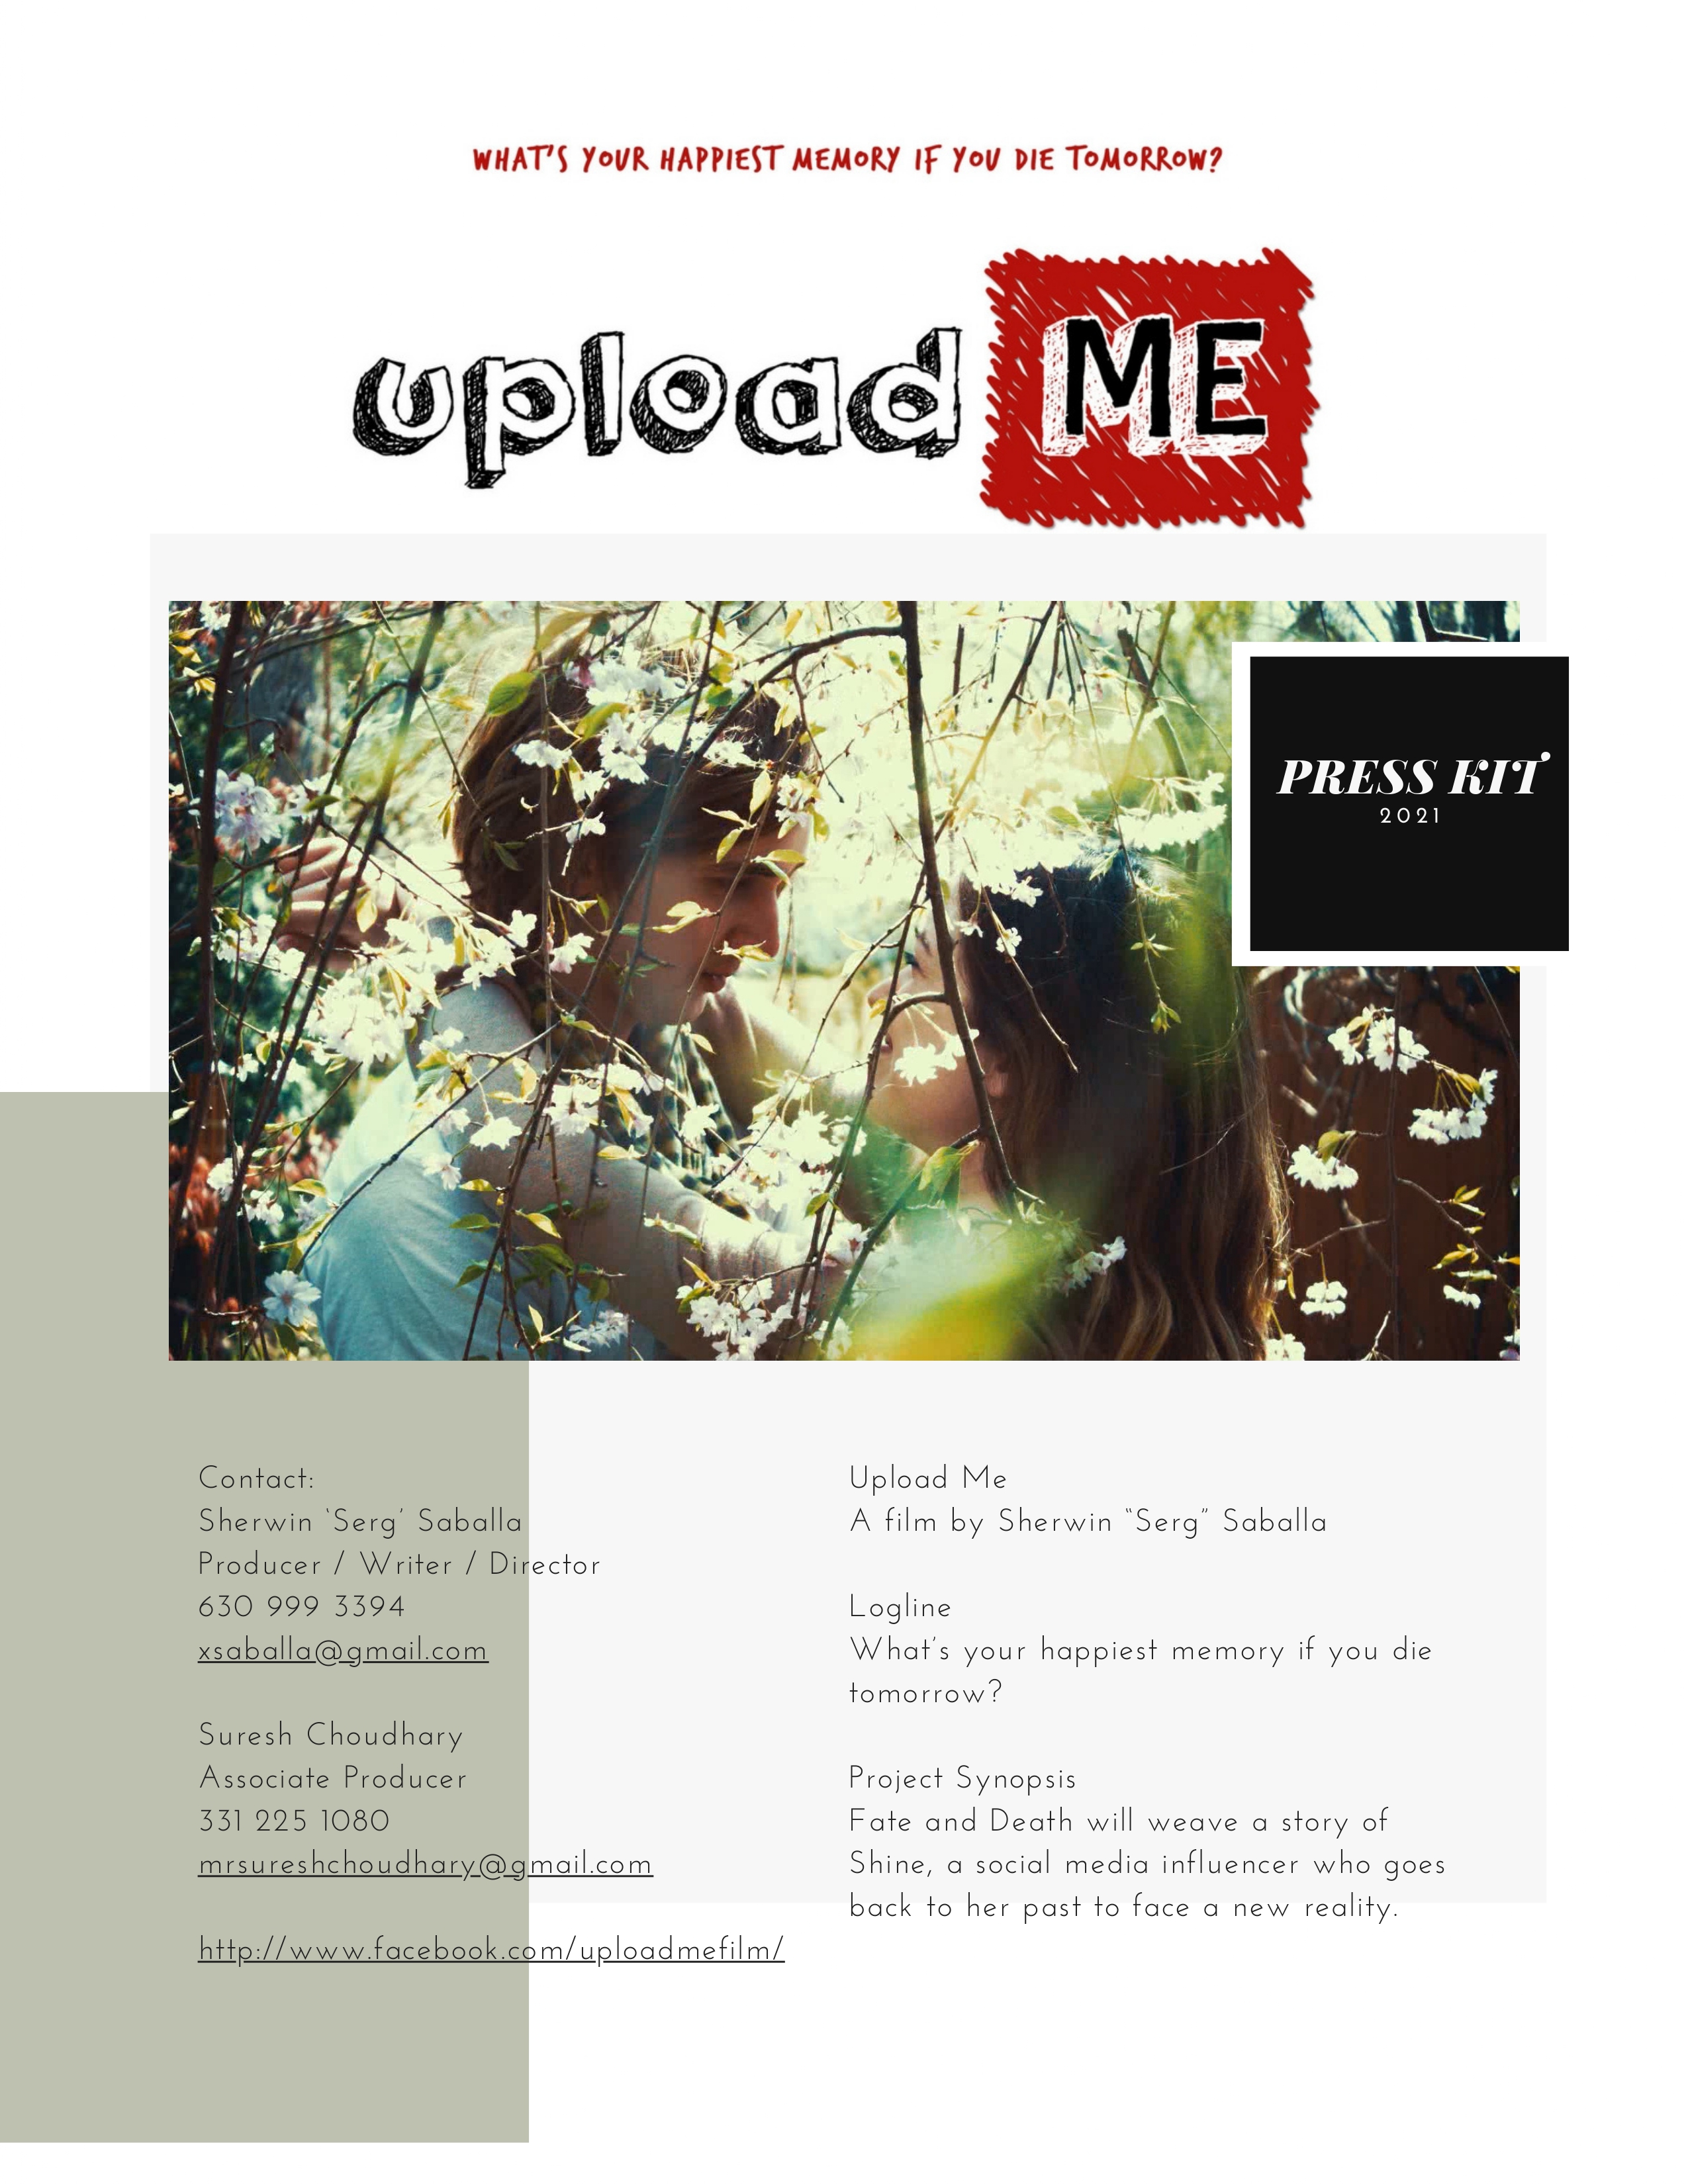 WHAT'S YOUR HAPPIEST MEMORY IF YOU DIE TOMORROW?
upload ME
PRESS KIT
2021
Contact:
Sherwin ‘Serg’ Saballa
Producer / Writer / Director
630 999 3394
xsaballa@gmail.com
Suresh Choudhary
Associate Producer
331 225 1080
mrsureshchoudhary@gmail.com
http://www.facebook.com/uploadmefilm/
Upload Me
A film by Sherwin “Serg” Saballa
Logline
What’s your happiest memory if you die
tomorrow?
Project Synopsis
Fate and Death will weave a story of
Shine, a social media influencer who goes
back to her past to face a new reality.